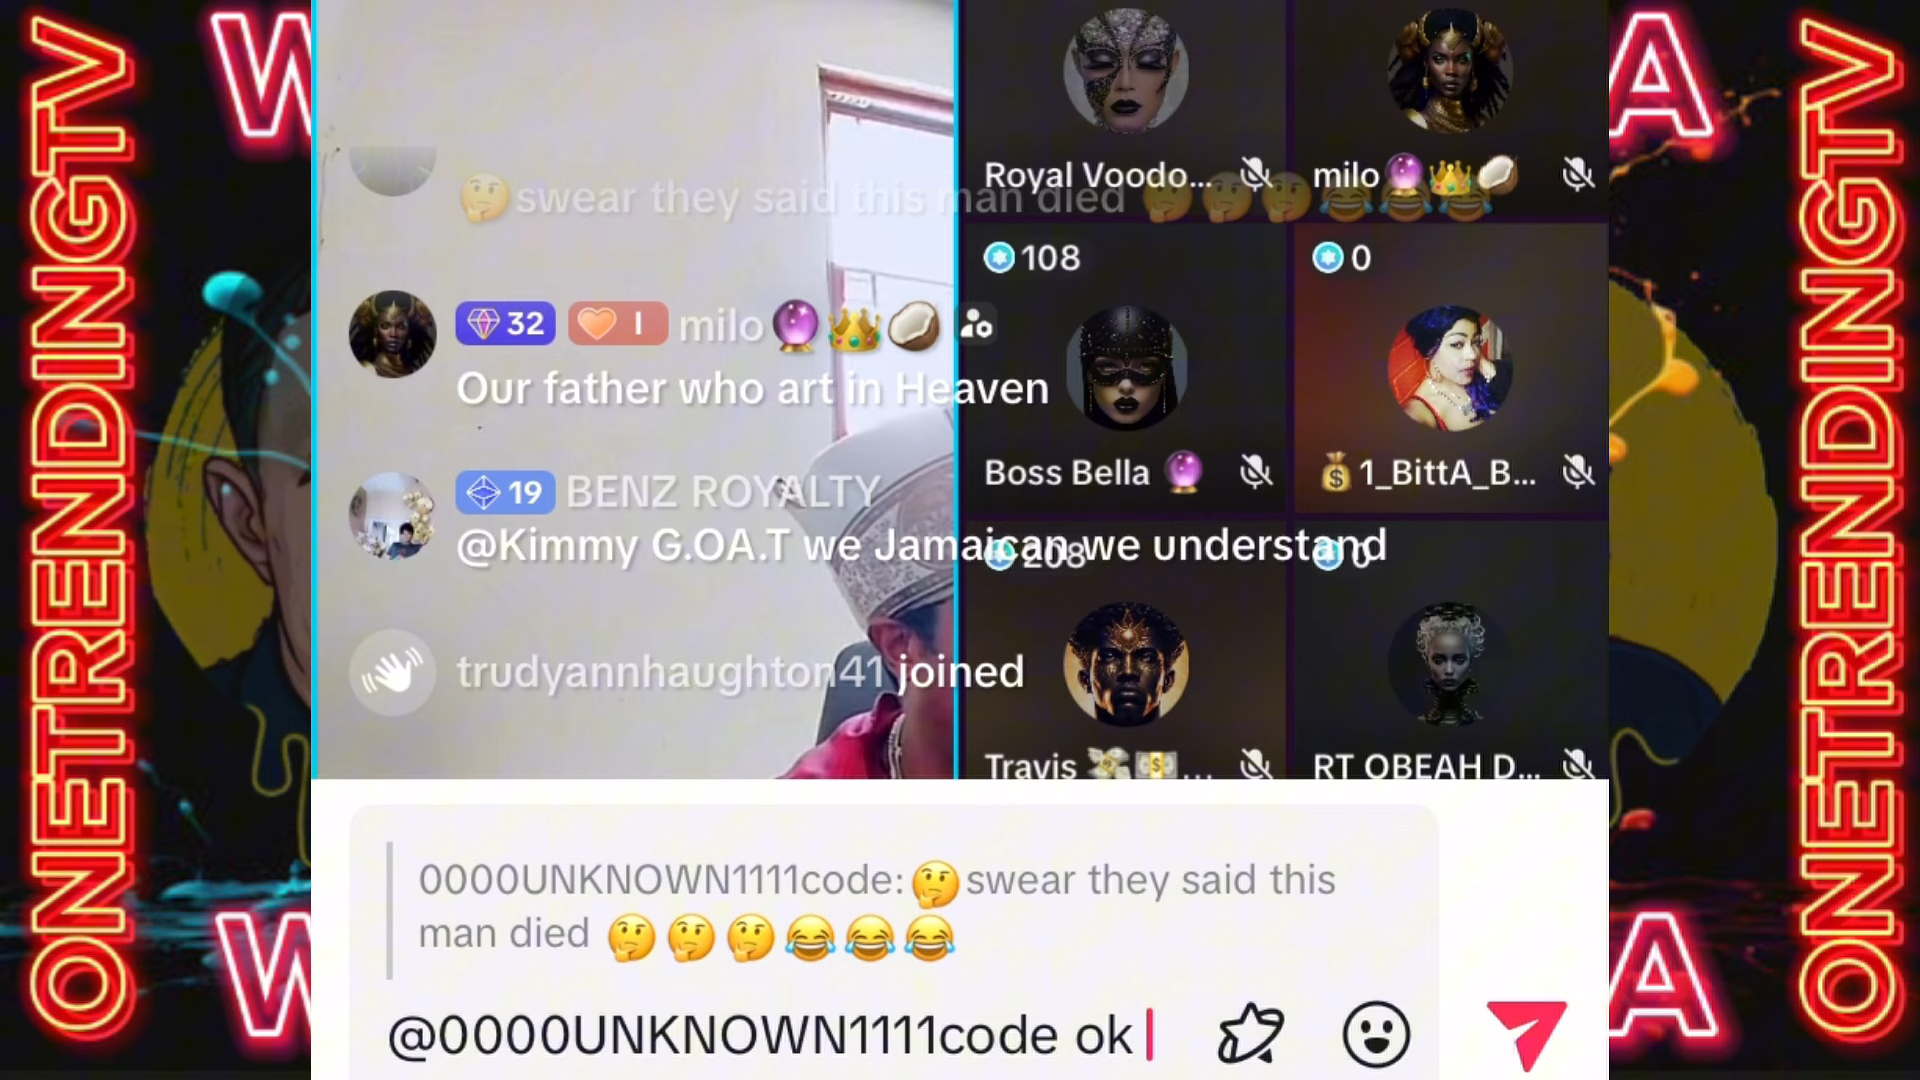 ONETRENDINGTV
W
A
Royal Voodo...
milo🔮👑🥥
🤔swear they said this man died 🤔🤔🤔😂😂😂
108
0
32
I
milo🔮👑🥥
Our father who art in Heaven
Boss Bella 🔮
💰1_BittA_B...
19
BENZ ROYALTY
@Kimmy G.OA.T we Jamaican we understand
208
0
trudyannhaughton41 joined
Travis 💸💵...
RT OBEAH D...
0000UNKNOWN1111code:🤔swear they said this
man died 🤔🤔🤔😂😂😂
@0000UNKNOWN1111code ok
W
A
ONETRENDINGTV